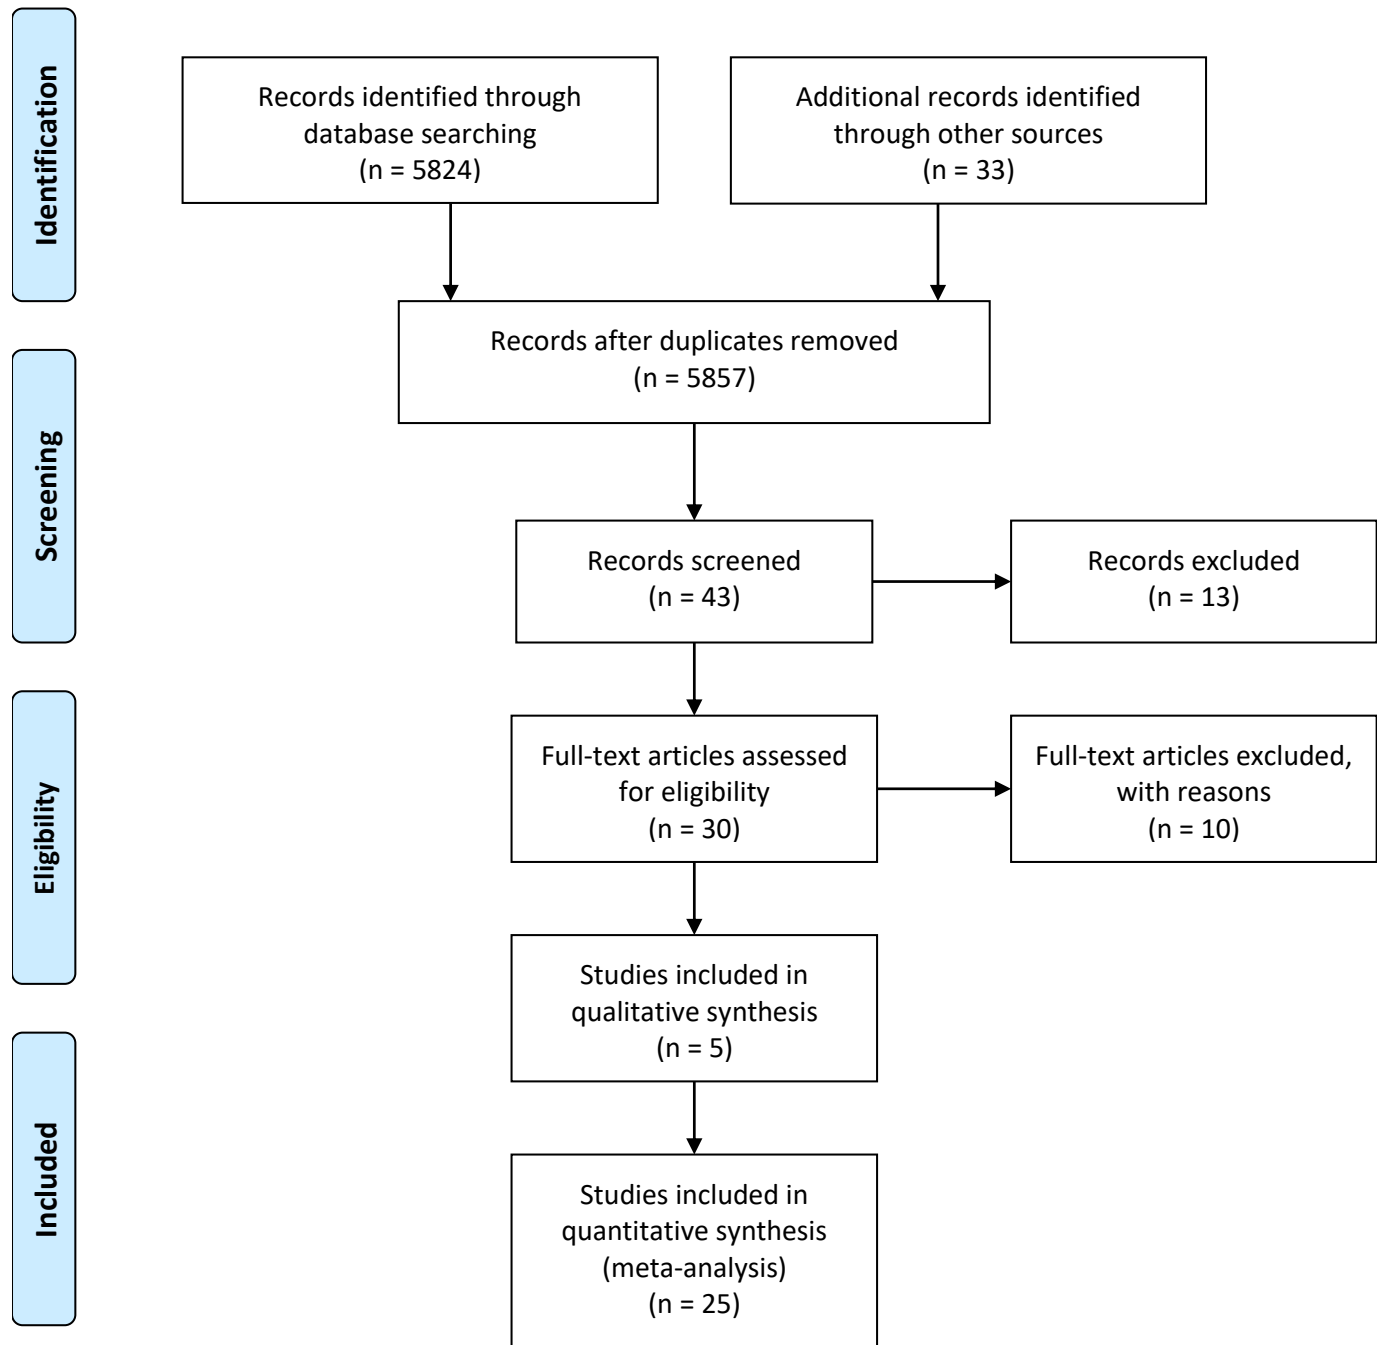 Identification
Records identified through
database searching
(n = 5824)
Additional records identified
through other sources
(n = 33)
Records after duplicates removed
(n = 5857)
Screening
Records screened
(n = 43)
Records excluded
(n = 13)
Eligibility
Full-text articles assessed
for eligibility
(n = 30)
Full-text articles excluded,
with reasons
(n = 10)
Studies included in
qualitative synthesis
(n = 5)
Included
Studies included in
quantitative synthesis
(meta-analysis)
(n = 25)